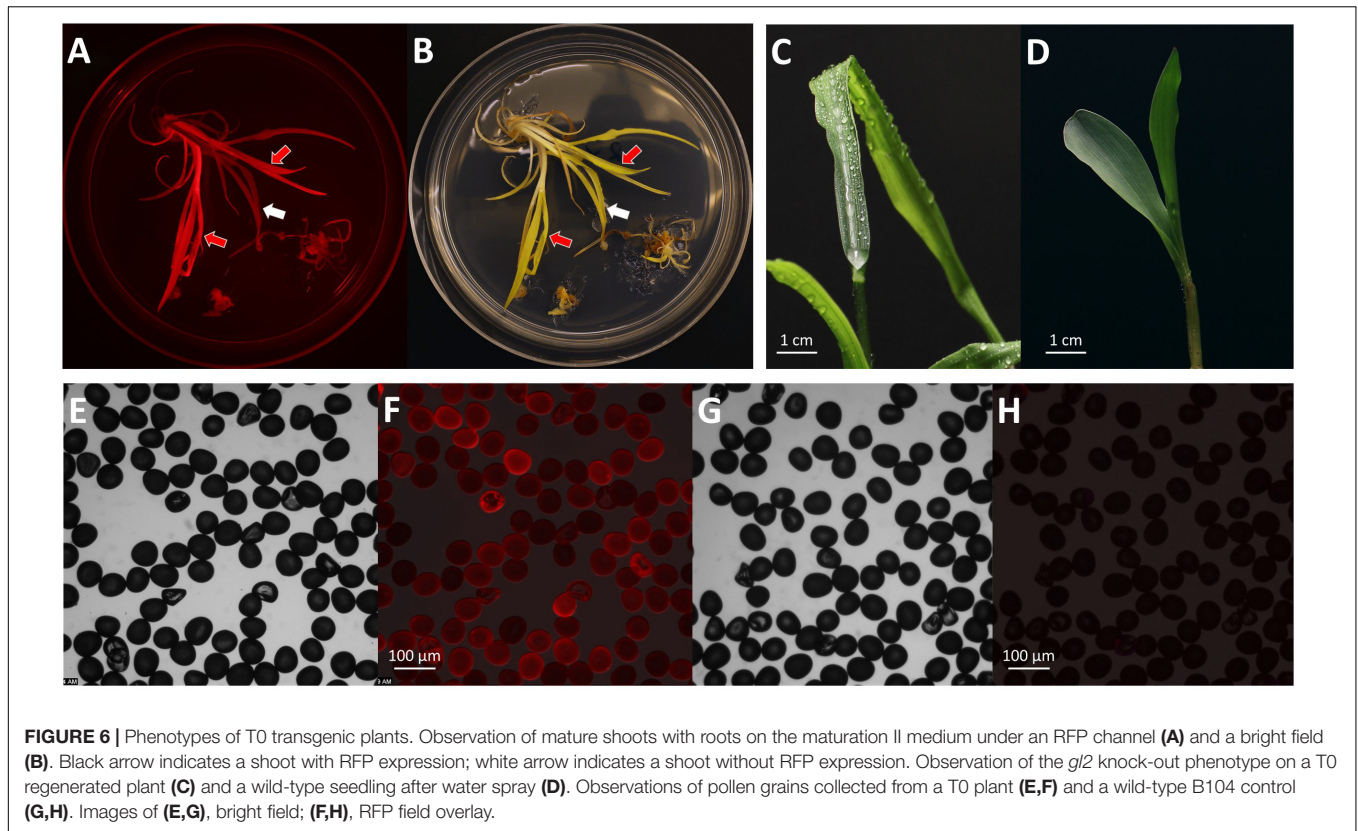 A
B
C
D
1 cm
1 cm
E
F
G
H
4 AM
9 AM
100 µm
100 µm
FIGURE 6 | Phenotypes of T0 transgenic plants. Observation of mature shoots with roots on the maturation II medium under an RFP channel (A) and a bright field
(B). Black arrow indicates a shoot with RFP expression; white arrow indicates a shoot without RFP expression. Observation of the gl2 knock-out phenotype on a T0
regenerated plant (C) and a wild-type seedling after water spray (D). Observations of pollen grains collected from a T0 plant (E,F) and a wild-type B104 control
(G,H). Images of (E,G), bright field; (F,H), RFP field overlay.